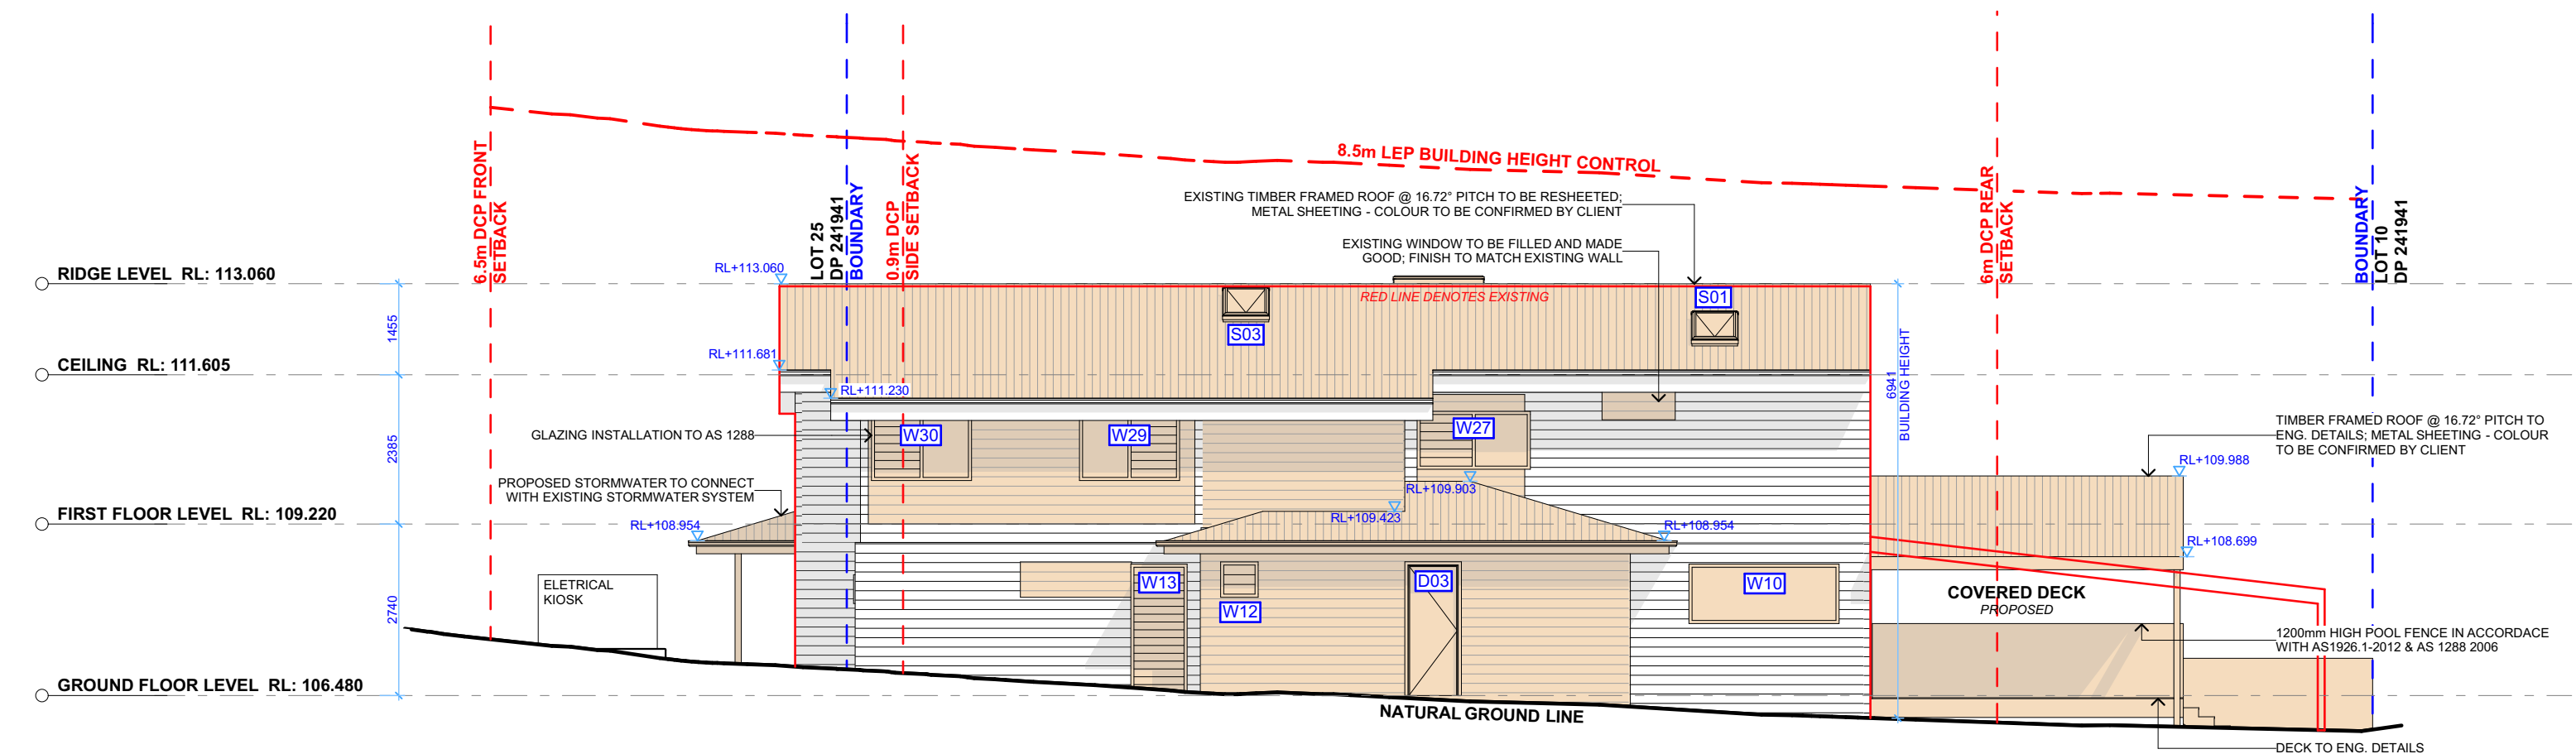 6.5m DCP FRONT
SETBACK
LOT 25
DP 241941
BOUNDARY
0.9m DCP
SIDE SETBACK
8.5m LEP BUILDING HEIGHT CONTROL
6m DCP REAR
SETBACK
BOUNDARY
LOT 10
DP 241941
EXISTING TIMBER FRAMED ROOF @ 16.72° PITCH TO BE RESHEETED;
METAL SHEETING - COLOUR TO BE CONFIRMED BY CLIENT
EXISTING WINDOW TO BE FILLED AND MADE
GOOD; FINISH TO MATCH EXISTING WALL
RIDGE LEVEL RL: 113.060
RL+113.060
RED LINE DENOTES EXISTING
S01
S03
1455
CEILING RL: 111.605
RL+111.681
RL+111.230
6941
BUILDING HEIGHT
2385
GLAZING INSTALLATION TO AS 1288
W30
W29
W27
TIMBER FRAMED ROOF @ 16.72° PITCH TO
ENG. DETAILS; METAL SHEETING - COLOUR
TO BE CONFIRMED BY CLIENT
RL+109.988
PROPOSED STORMWATER TO CONNECT
WITH EXISTING STORMWATER SYSTEM
RL+109.903
FIRST FLOOR LEVEL RL: 109.220
RL+108.954
RL+109.423
RL+108.954
RL+108.699
ELETRICAL
KIOSK
W13
W12
D03
W10
COVERED DECK
PROPOSED
2740
1200mm HIGH POOL FENCE IN ACCORDACE
WITH AS1926.1-2012 & AS 1288 2006
GROUND FLOOR LEVEL RL: 106.480
NATURAL GROUND LINE
DECK TO ENG. DETAILS